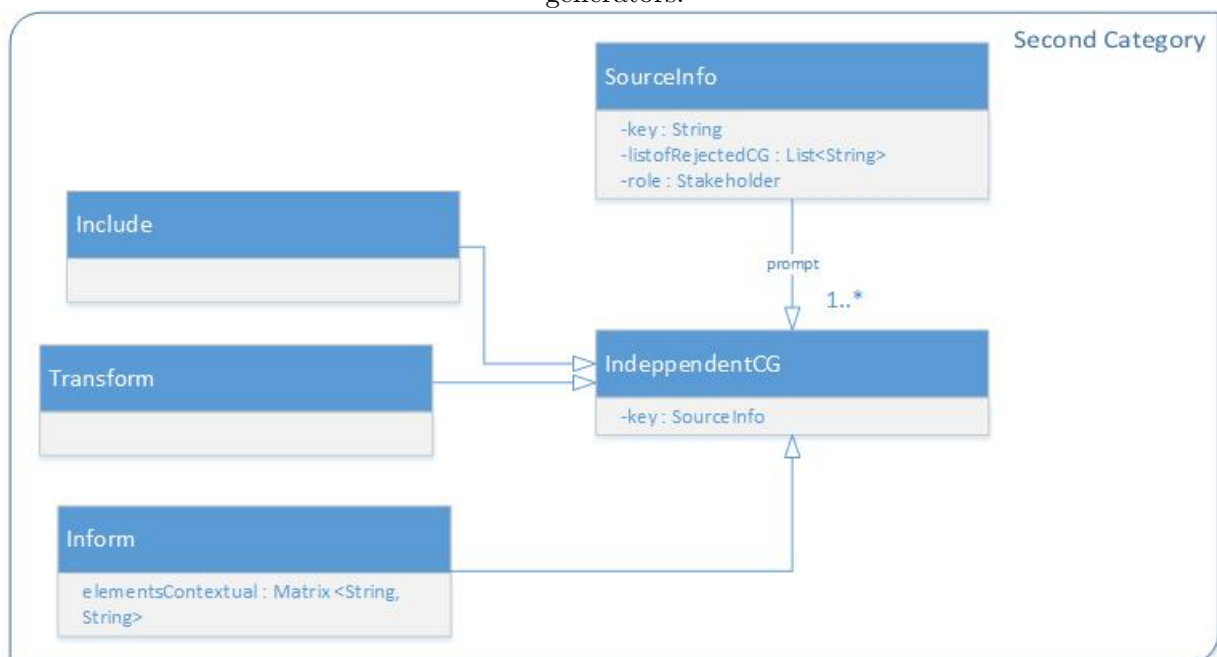 generators.
Second Category
SourceInfo
-key : String
-listofRejectedCG : List<String>
-role : Stakeholder
Include
prompt
1..*
Transform
IndeppendentCG
-key : SourceInfo
Inform
elementsContextual : Matrix <String,
String>